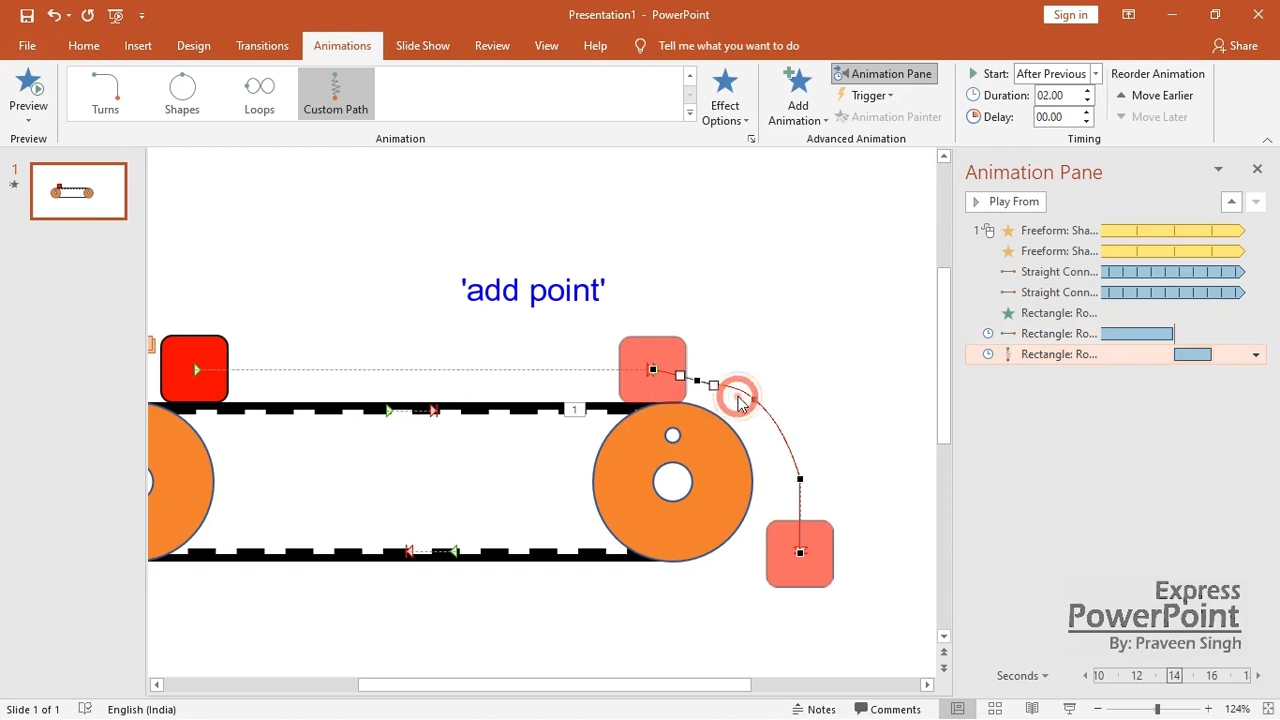 Presentation1 - PowerPoint
Sign in
File
Home
Insert
Design
Transitions
Animations
Slide Show
Review
View
Help
Tell me what you want to do
Share
Preview
Turns
Shapes
Loops
Custom Path
Effect
Options
Add
Animation
Animation Pane
Trigger
Animation Painter
Start: After Previous
Duration: 02.00
Delay: 00.00
Reorder Animation
Move Earlier
Move Later
Preview
Animation
Advanced Animation
Timing
1
Animation Pane
Play From
1 Freeform: Sha...
Freeform: Sha...
Straight Conn...
Straight Conn...
Rectangle: Ro...
Rectangle: Ro...
Rectangle: Ro...
'add point'
1
Express
PowerPoint
By: Praveen Singh
Seconds
10 12 14 16 1
Slide 1 of 1
English (India)
Notes
Comments
124%